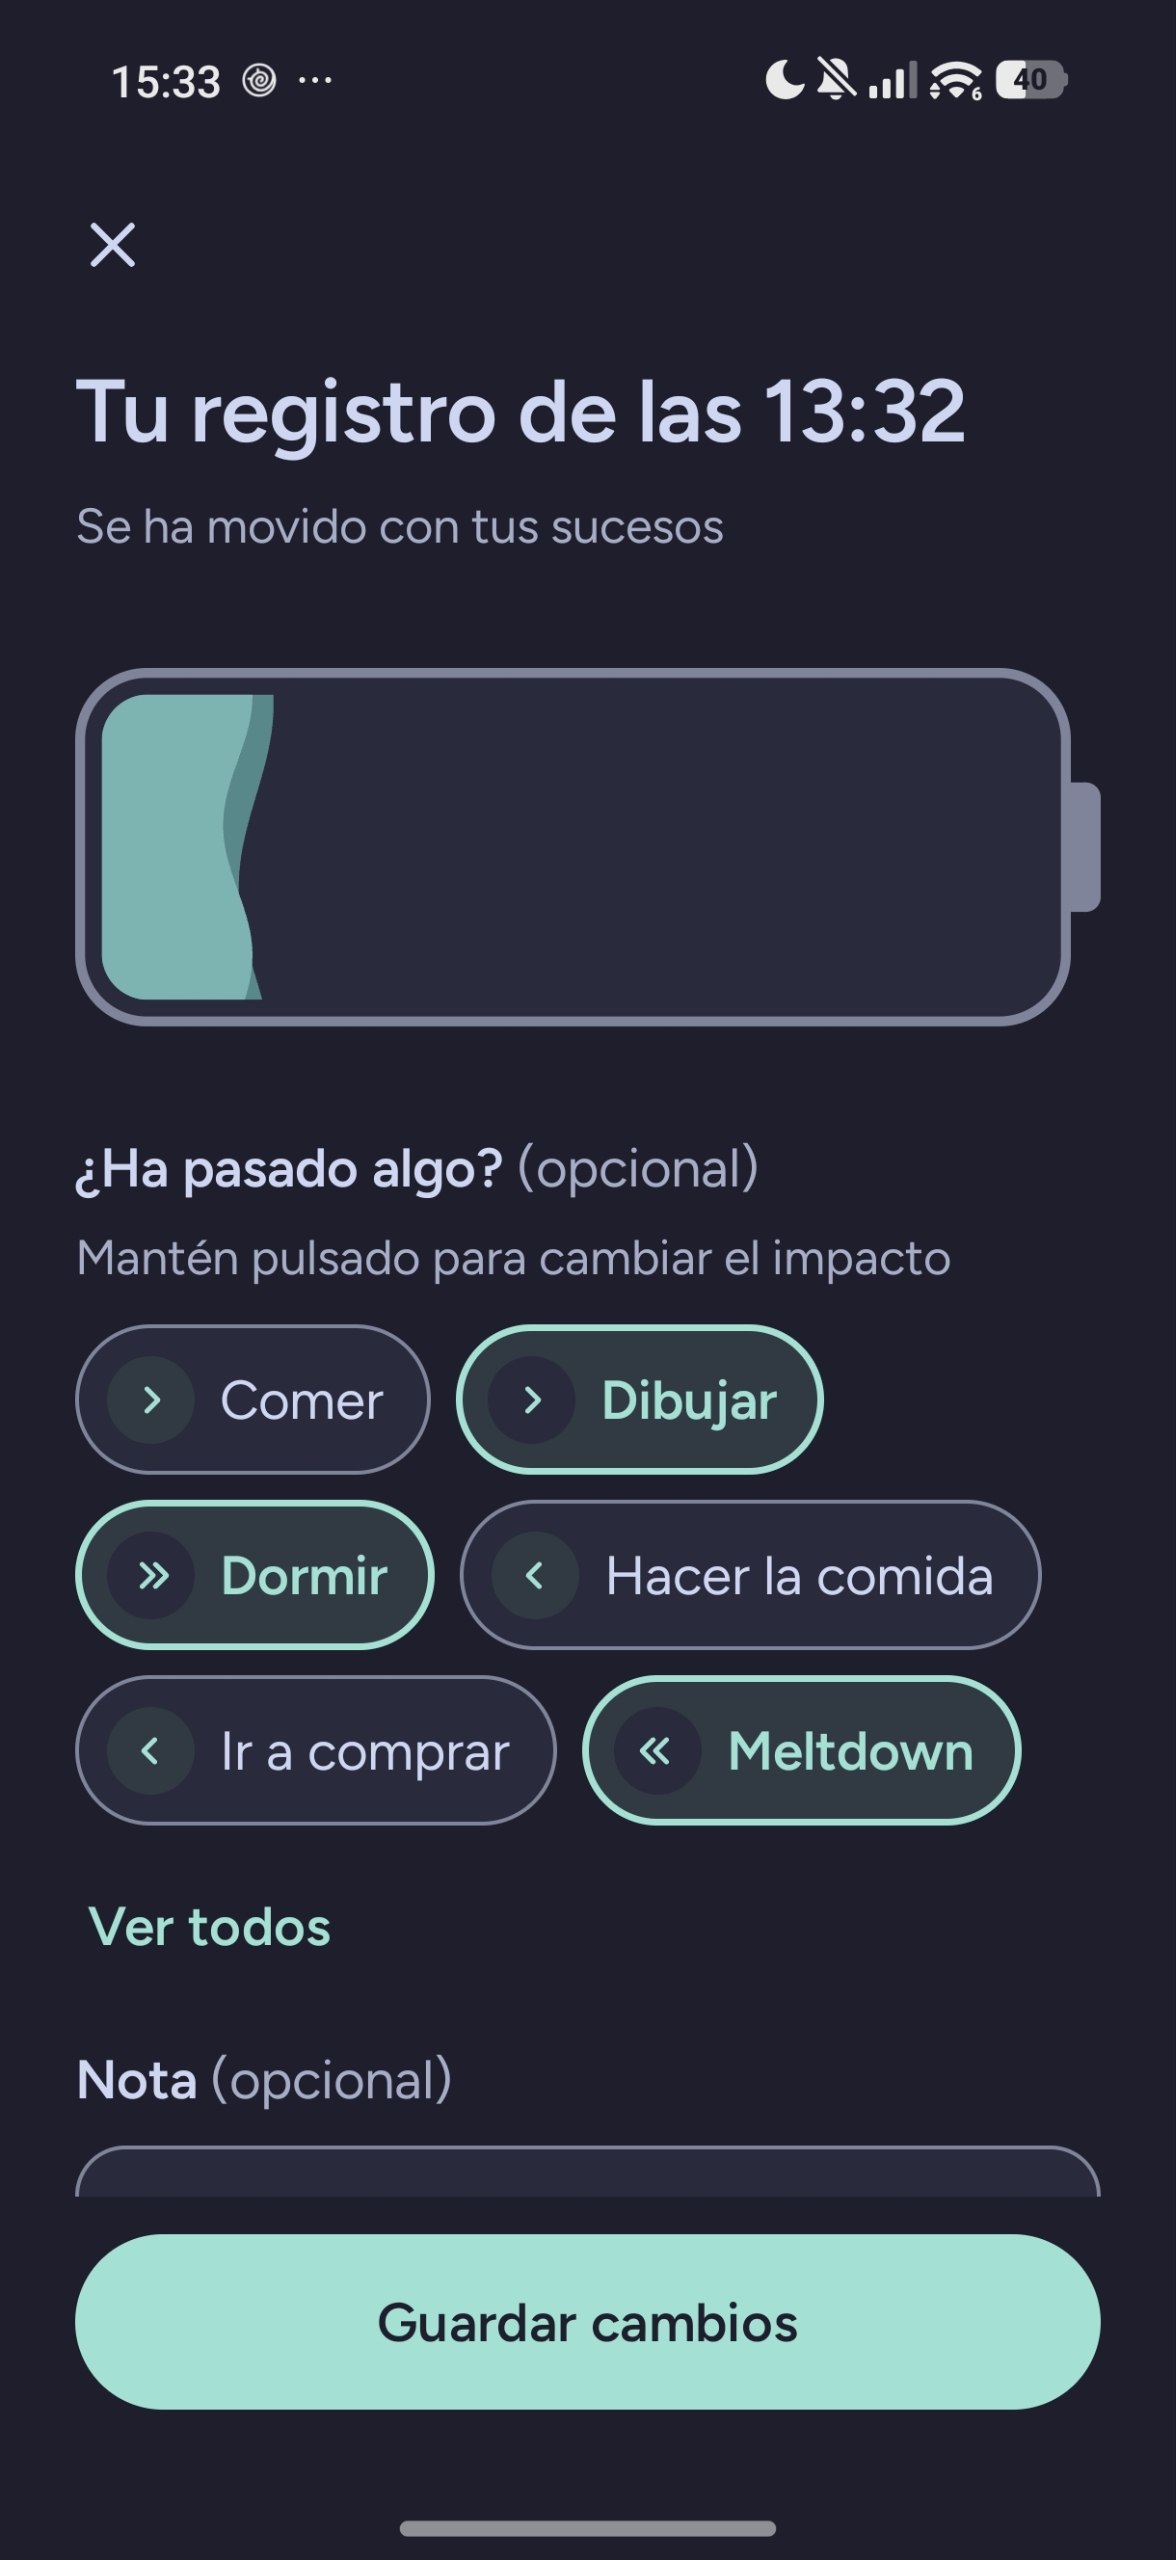 15:33
6
40
Tu registro de las 13:32
Se ha movido con tus sucesos
¿Ha pasado algo? (opcional)
Mantén pulsado para cambiar el impacto
Comer
Dibujar
Dormir
Hacer la comida
Ir a comprar
Meltdown
Ver todos
Nota (opcional)
Guardar cambios